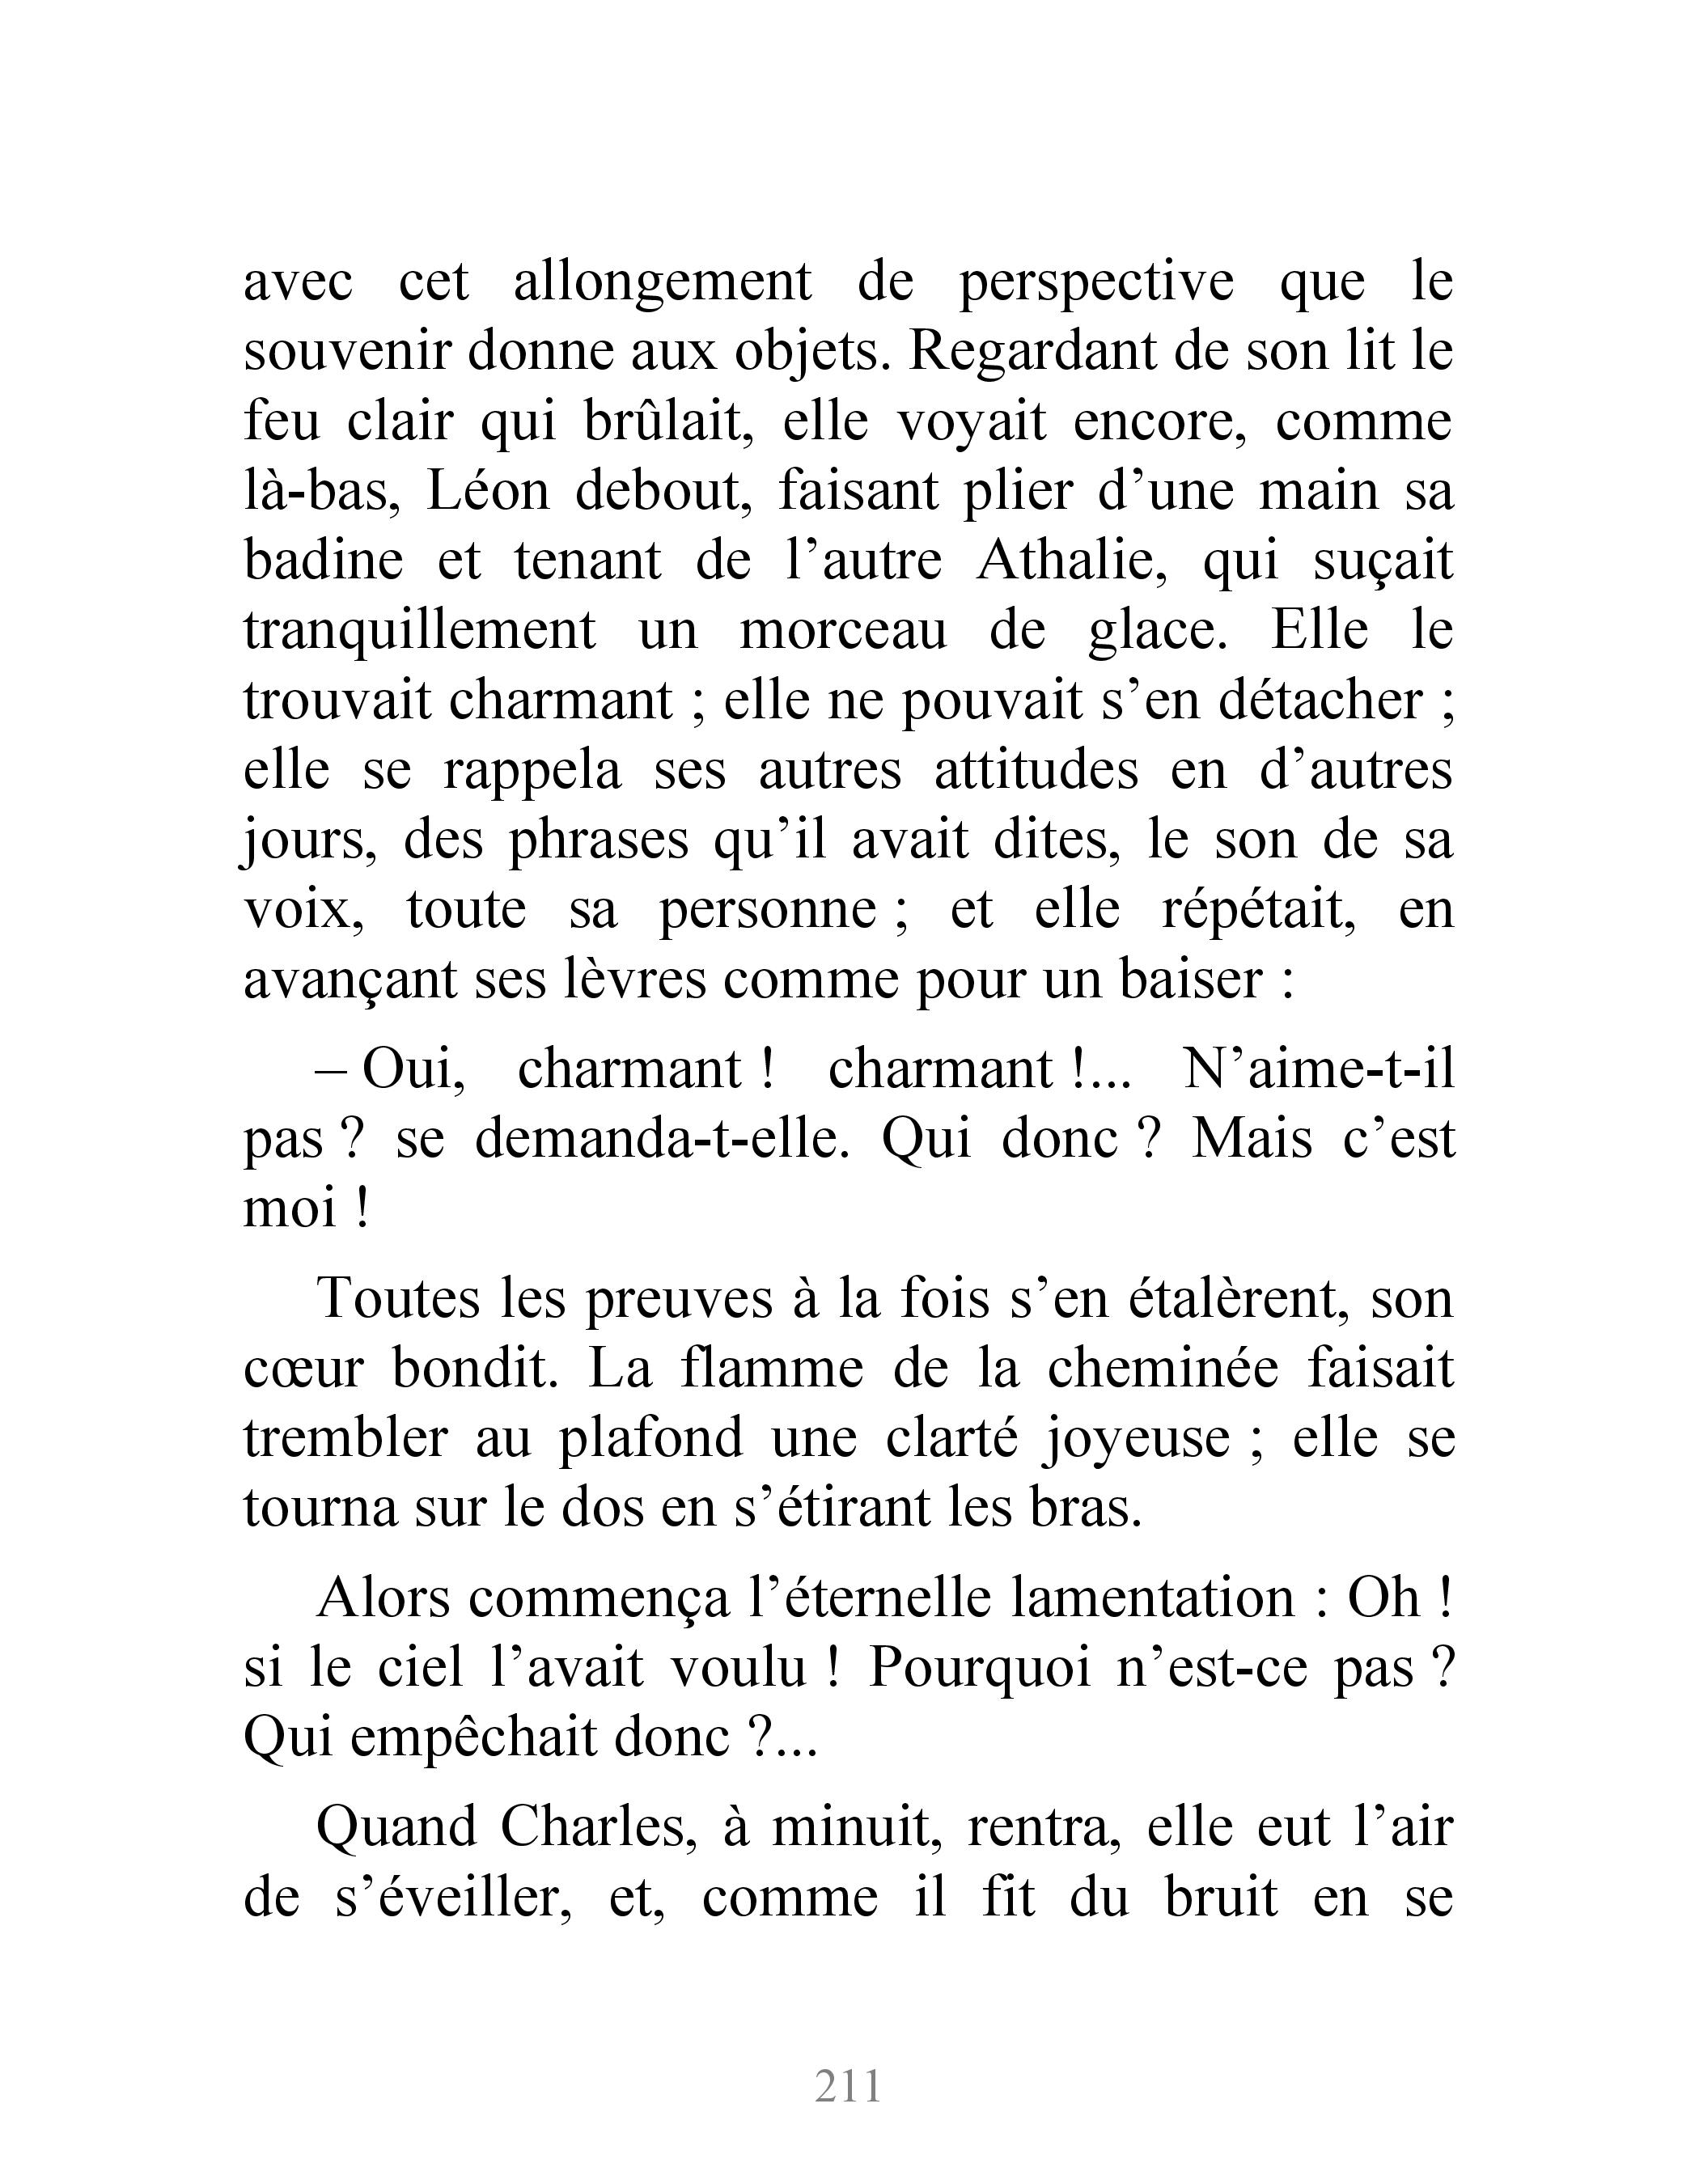 avec cet allongement de perspective que le
souvenir donne aux objets. Regardant de son lit le
feu clair qui brûlait, elle voyait encore, comme
là-bas, Léon debout, faisant plier d’une main sa
badine et tenant de l’autre Athalie, qui suçait
tranquillement un morceau de glace. Elle le
trouvait charmant ; elle ne pouvait s’en détacher ;
elle se rappela ses autres attitudes en d’autres
jours, des phrases qu’il avait dites, le son de sa
voix, toute sa personne ; et elle répétait, en
avançant ses lèvres comme pour un baiser :
– Oui, charmant ! charmant !... N’aime-t-il
pas ? se demanda-t-elle. Qui donc ? Mais c’est
moi !
Toutes les preuves à la fois s’en étalèrent, son
cœur bondit. La flamme de la cheminée faisait
trembler au plafond une clarté joyeuse ; elle se
tourna sur le dos en s’étirant les bras.
Alors commença l’éternelle lamentation : Oh !
si le ciel l’avait voulu ! Pourquoi n’est-ce pas ?
Qui empêchait donc ?...
Quand Charles, à minuit, rentra, elle eut l’air
de s’éveiller, et, comme il fit du bruit en se
211